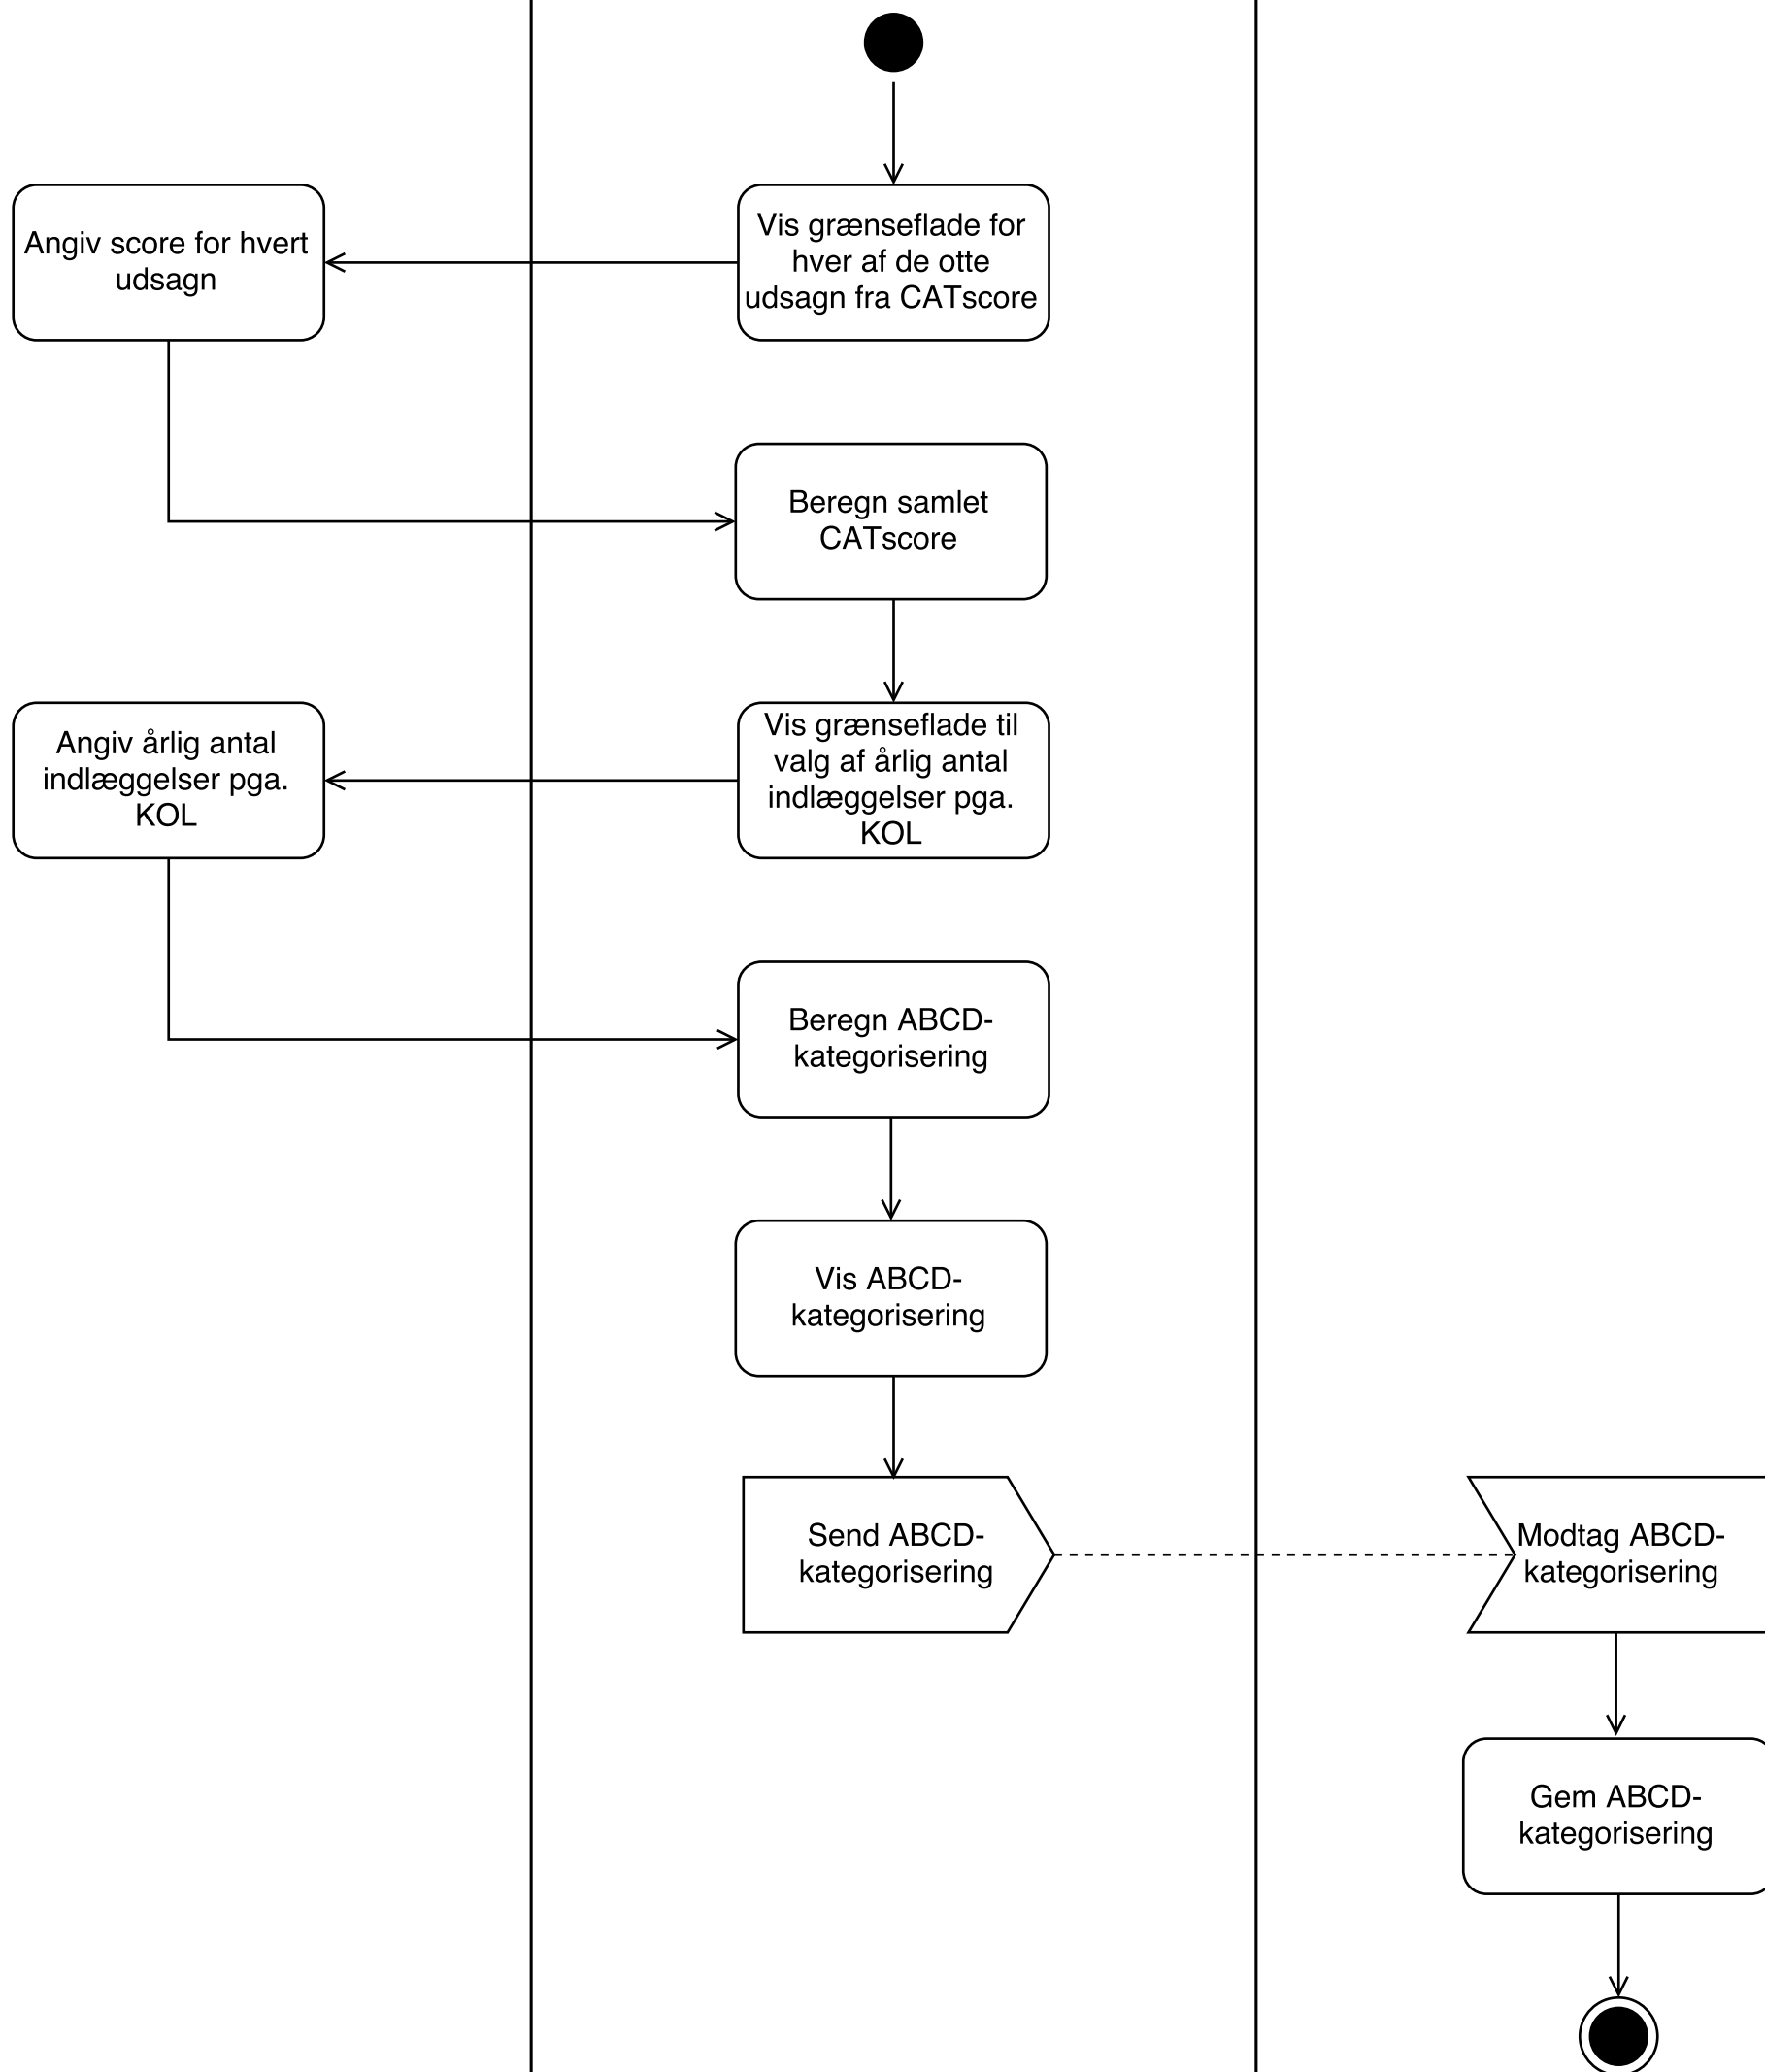 Vis grænseflade for
hver af de otte
udsagn fra CATscore
Angiv score for hvert
udsagn
Beregn samlet
CATscore
Vis grænseflade til
valg af årlig antal
indlæggelser pga.
KOL
Angiv årlig antal
indlæggelser pga.
KOL
Beregn ABCD-
kategorisering
Vis ABCD-
kategorisering
Send ABCD-
kategorisering
Modtag ABCD-
kategorisering
Gem ABCD-
kategorisering